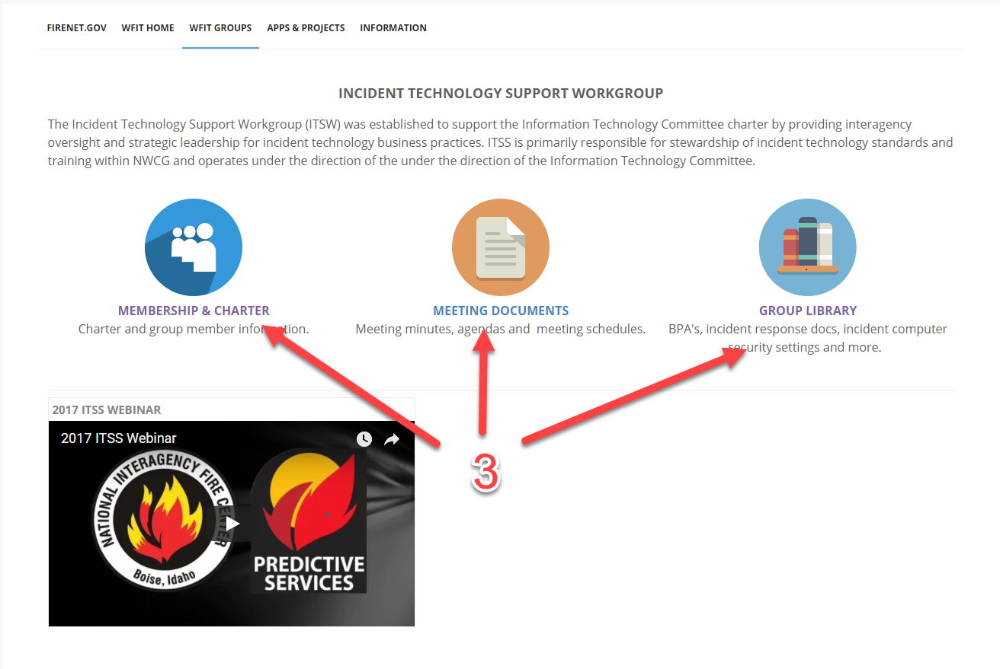 FIRENET.GOV WFIT HOME WFIT GROUPS APPS & PROJECTS INFORMATION
INCIDENT TECHNOLOGY SUPPORT WORKGROUP
The Incident Technology Support Workgroup (ITSW) was established to support the Information Technology Committee charter by providing interagency
oversight and strategic leadership for incident technology business practices. ITSS is primarily responsible for stewardship of incident technology standards and
training within NWCG and operates under the direction of the under the direction of the Information Technology Committee.
MEMBERSHIP & CHARTER
Charter and group member information.
MEETING DOCUMENTS
Meeting minutes, agendas and  meeting schedules.
GROUP LIBRARY
BPA's, incident response docs, incident computer
security settings and more.
2017 ITSS WEBINAR
2017 ITSS Webinar
NATIONAL INTERAGENCY FIRE CENTER
Boise, Idaho
PREDICTIVE
SERVICES
3